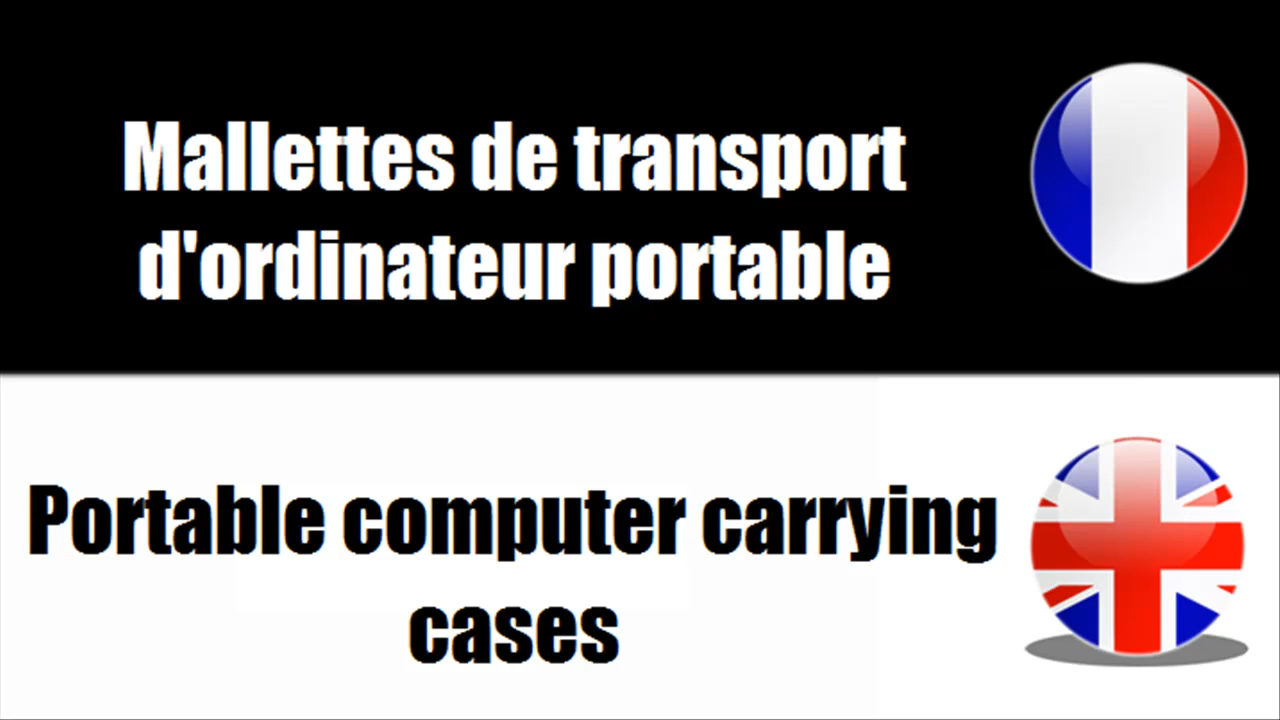 Mallettes de transport
d'ordinateur portable
Portable computer carrying
cases